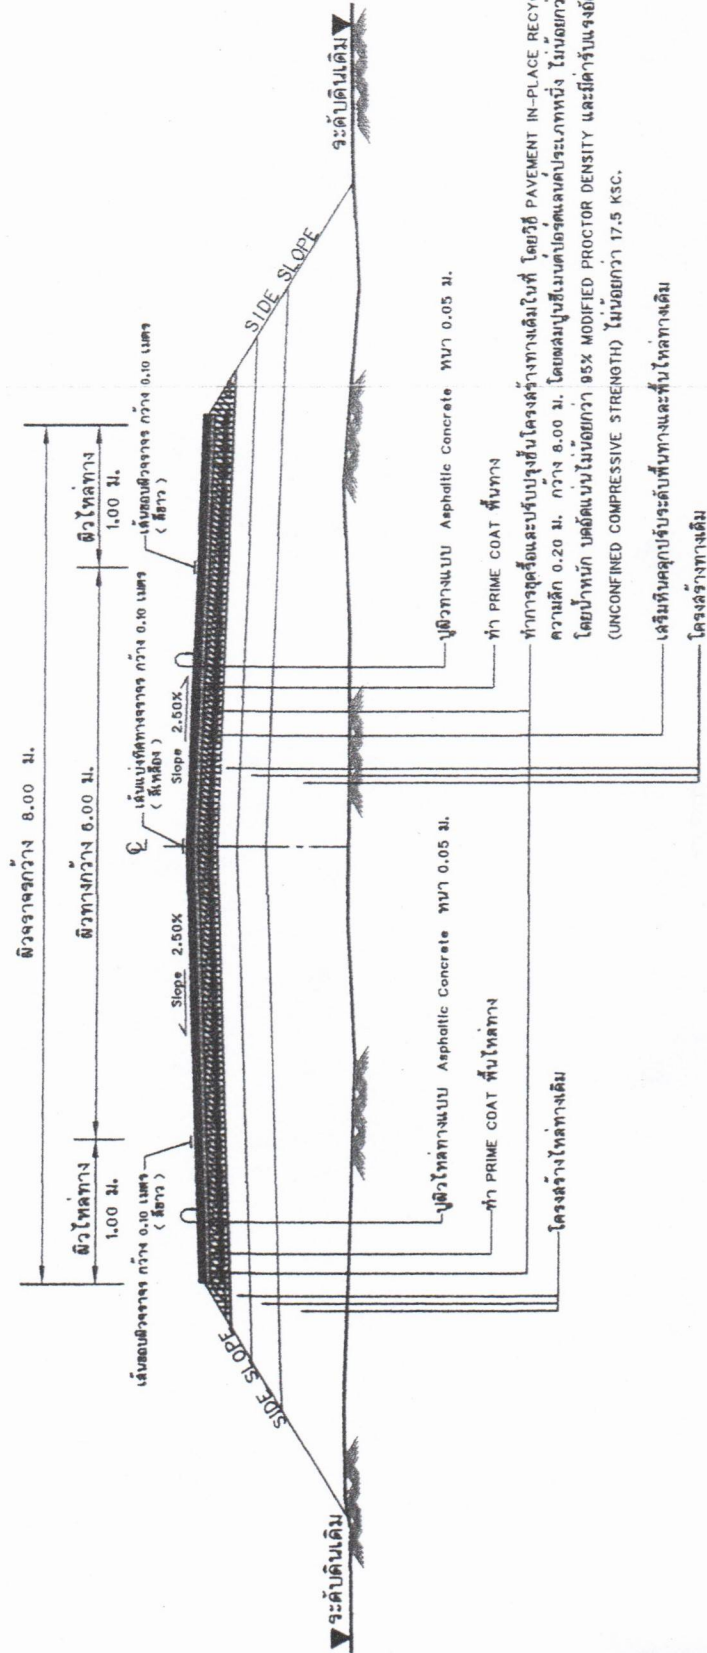 ผิวจราจรกว้าง 8.00 ม.
ผิวไหล่ทาง
1.00 ม.
ผิวทางกว้าง 6.00 ม.
ผิวไหล่ทาง
1.00 ม.
เส้นขอบผิวจราจร กว้าง 0.10 เมตร
( สีขาว )
เส้นแบ่งทิศทางจราจร กว้าง 0.10 เมตร
( สีเหลือง )
เส้นขอบผิวจราจร กว้าง 0.10 เมตร
( สีขาว )
Slope 2.50%
Slope 2.50%
SIDE SLOPE
SIDE SLOPE
ระดับดินเดิม
ระดับดินเดิม
ปูผิวไหล่ทางแบบ Asphaltic Concrete หนา 0.05 ม.
ทำ PRIME COAT พื้นไหล่ทาง
โครงสร้างไหล่ทางเดิม
ปูผิวทางแบบ Asphaltic Concrete หนา 0.05 ม.
ทำ PRIME COAT พื้นทาง
ทำการขุดรื้อและปรับปรุงชั้นโครงสร้างทางเดิมในที่ โดยวิธี PAVEMENT IN-PLACE RECY
ความลึก 0.20 ม. กว้าง 8.00 ม. โดยผสมปูนซีเมนต์ปอร์ตแลนด์ประเภทหนึ่ง ไม่น้อยกว่
โดยน้ำหนัก บดอัดแน่นไม่น้อยกว่า 95% MODIFIED PROCTOR DENSITY และมีค่ารับแรงอั
(UNCONFINED COMPRESSIVE STRENGTH) ไม่น้อยกว่า 17.5 KSC.
เสริมหินคลุกปรับระดับพื้นทางและพื้นไหล่ทางเดิม
โครงสร้างทางเดิม